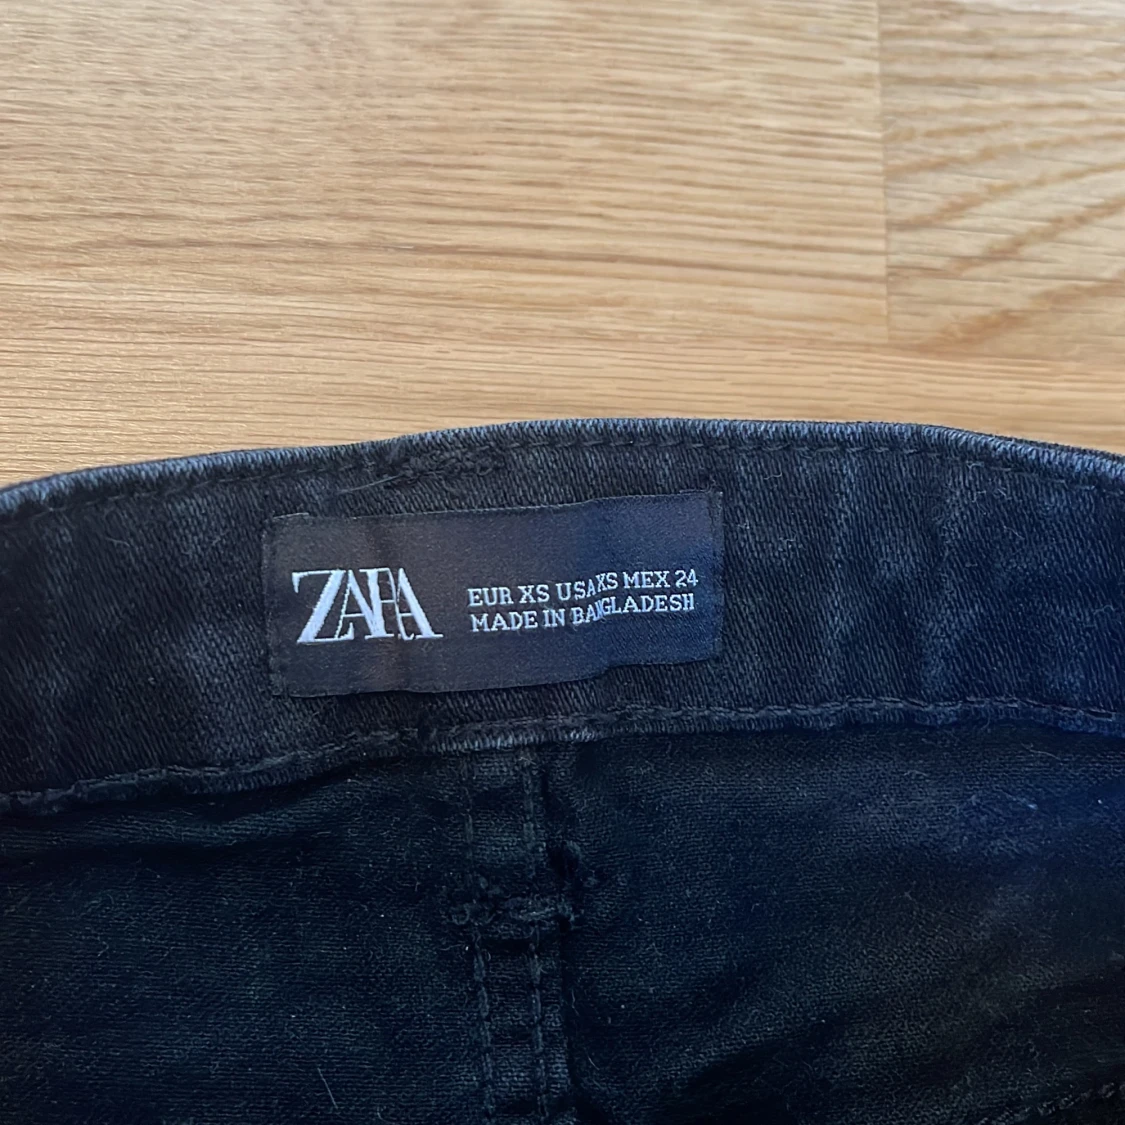 ZARA
EUR XS USA XS MEX 24
MADE IN BANGLADESH